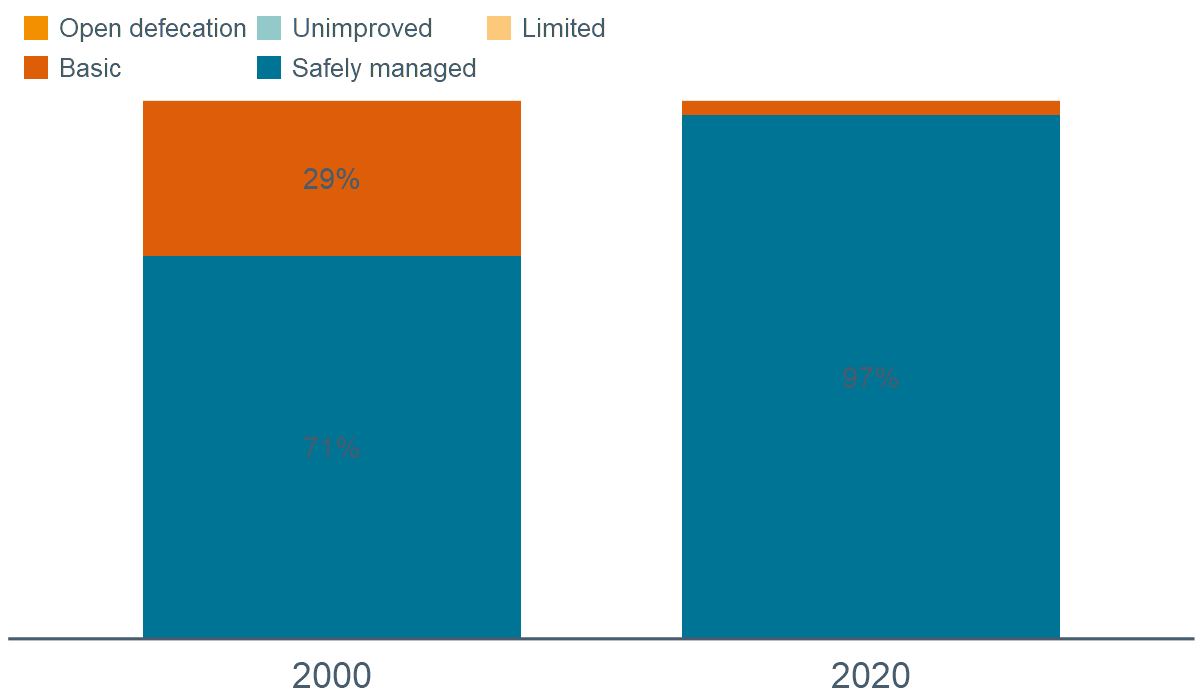 Open defecation Unimproved Limited
Basic Safely managed
29%
97%
71%
2000 2020